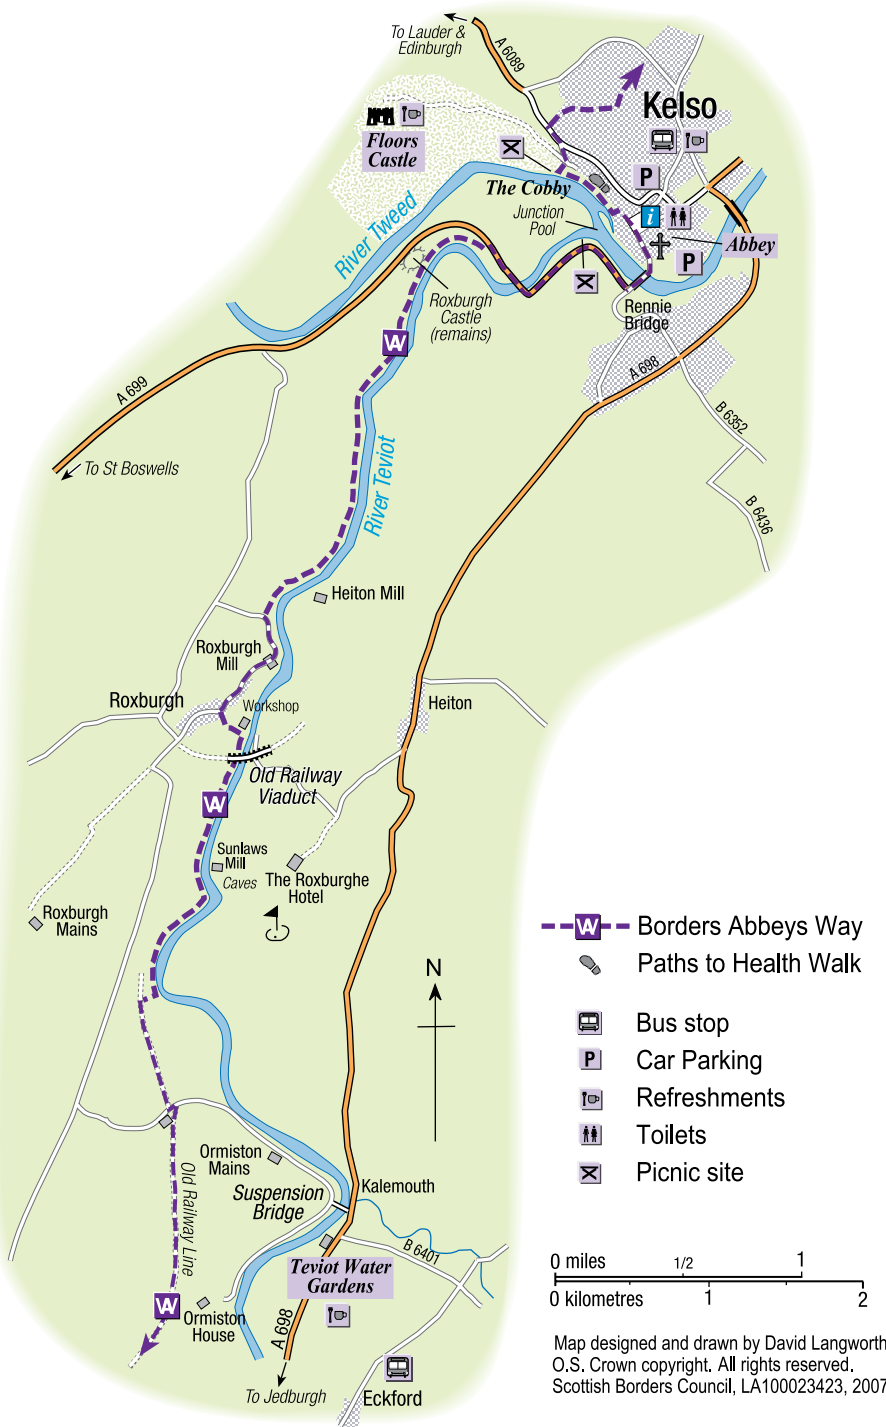 To Lauder &
Edinburgh
A 6089
Kelso
Floors
Castle
P
The Cobby
Junction
Pool
i
Abbey
P
River Tweed
Roxburgh
Castle
(remains)
Rennie
Bridge
A 699
A 698
To St Boswells
B 6352
B 6436
River Teviot
Heiton Mill
Roxburgh
Mill
Roxburgh
Workshop
Heiton
Old Railway
Viaduct
Sunlaws
Mill
Caves
The Roxburghe
Hotel
Roxburgh
Mains
N
Ormiston
Mains
Suspension
Bridge
Kalemouth
Old Railway Line
B 6401
Teviot Water
Gardens
Ormiston
House
A 698
To Jedburgh
Eckford
Borders Abbeys Way
Paths to Health Walk
Bus stop
P Car Parking
Refreshments
Toilets
Picnic site
0 miles 1/2 1
0 kilometres 1 2
Map designed and drawn by David Langworth
O.S. Crown copyright. All rights reserved.
Scottish Borders Council, LA100023423, 2007